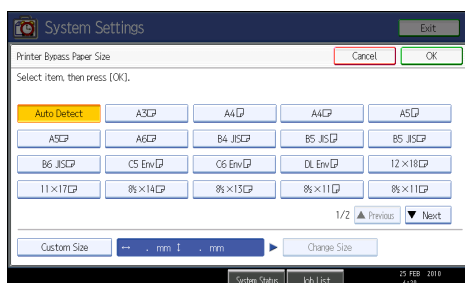 System Settings Exit
Printer Bypass Paper Size Cancel OK
Select item, then press [OK].
Auto Detect A3 A4 A4 A5
A5 A6 B4 JIS B5 JIS B5 JIS
B6 JIS C5 Env C6 Env DL Env 12×18
11×17 8½×14 8½×13 8½×11 8½×11
1/2 ▲ Previous ▼ Next
Custom Size ↔ . mm ↕ . mm ▶ Change Size
System Status Job List 25 FEB 2010